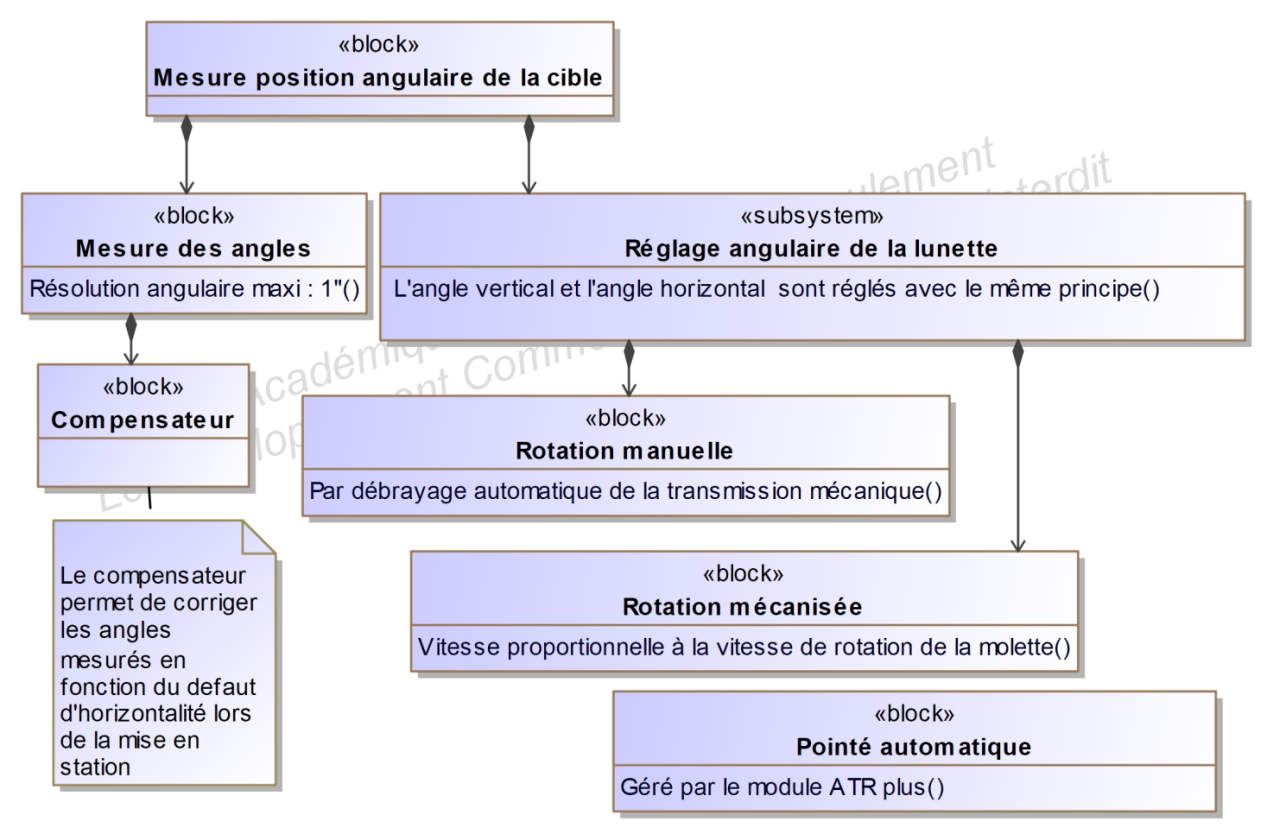 «block»
Mesure position angulaire de la cible
«block»
Mesure des angles
Résolution angulaire maxi : 1"()
«subsystem»
Réglage angulaire de la lunette
L'angle vertical et l'angle horizontal sont réglés avec le même principe()
«block»
Compensateur
«block»
Rotation manuelle
Par débrayage automatique de la transmission mécanique()
Le compensateur
permet de corriger
les angles
mesurés en
fonction du defaut
d'horizontalité lors
de la mise en
station
«block»
Rotation mécanisée
Vitesse proportionnelle à la vitesse de rotation de la molette()
«block»
Pointé automatique
Géré par le module ATR plus()